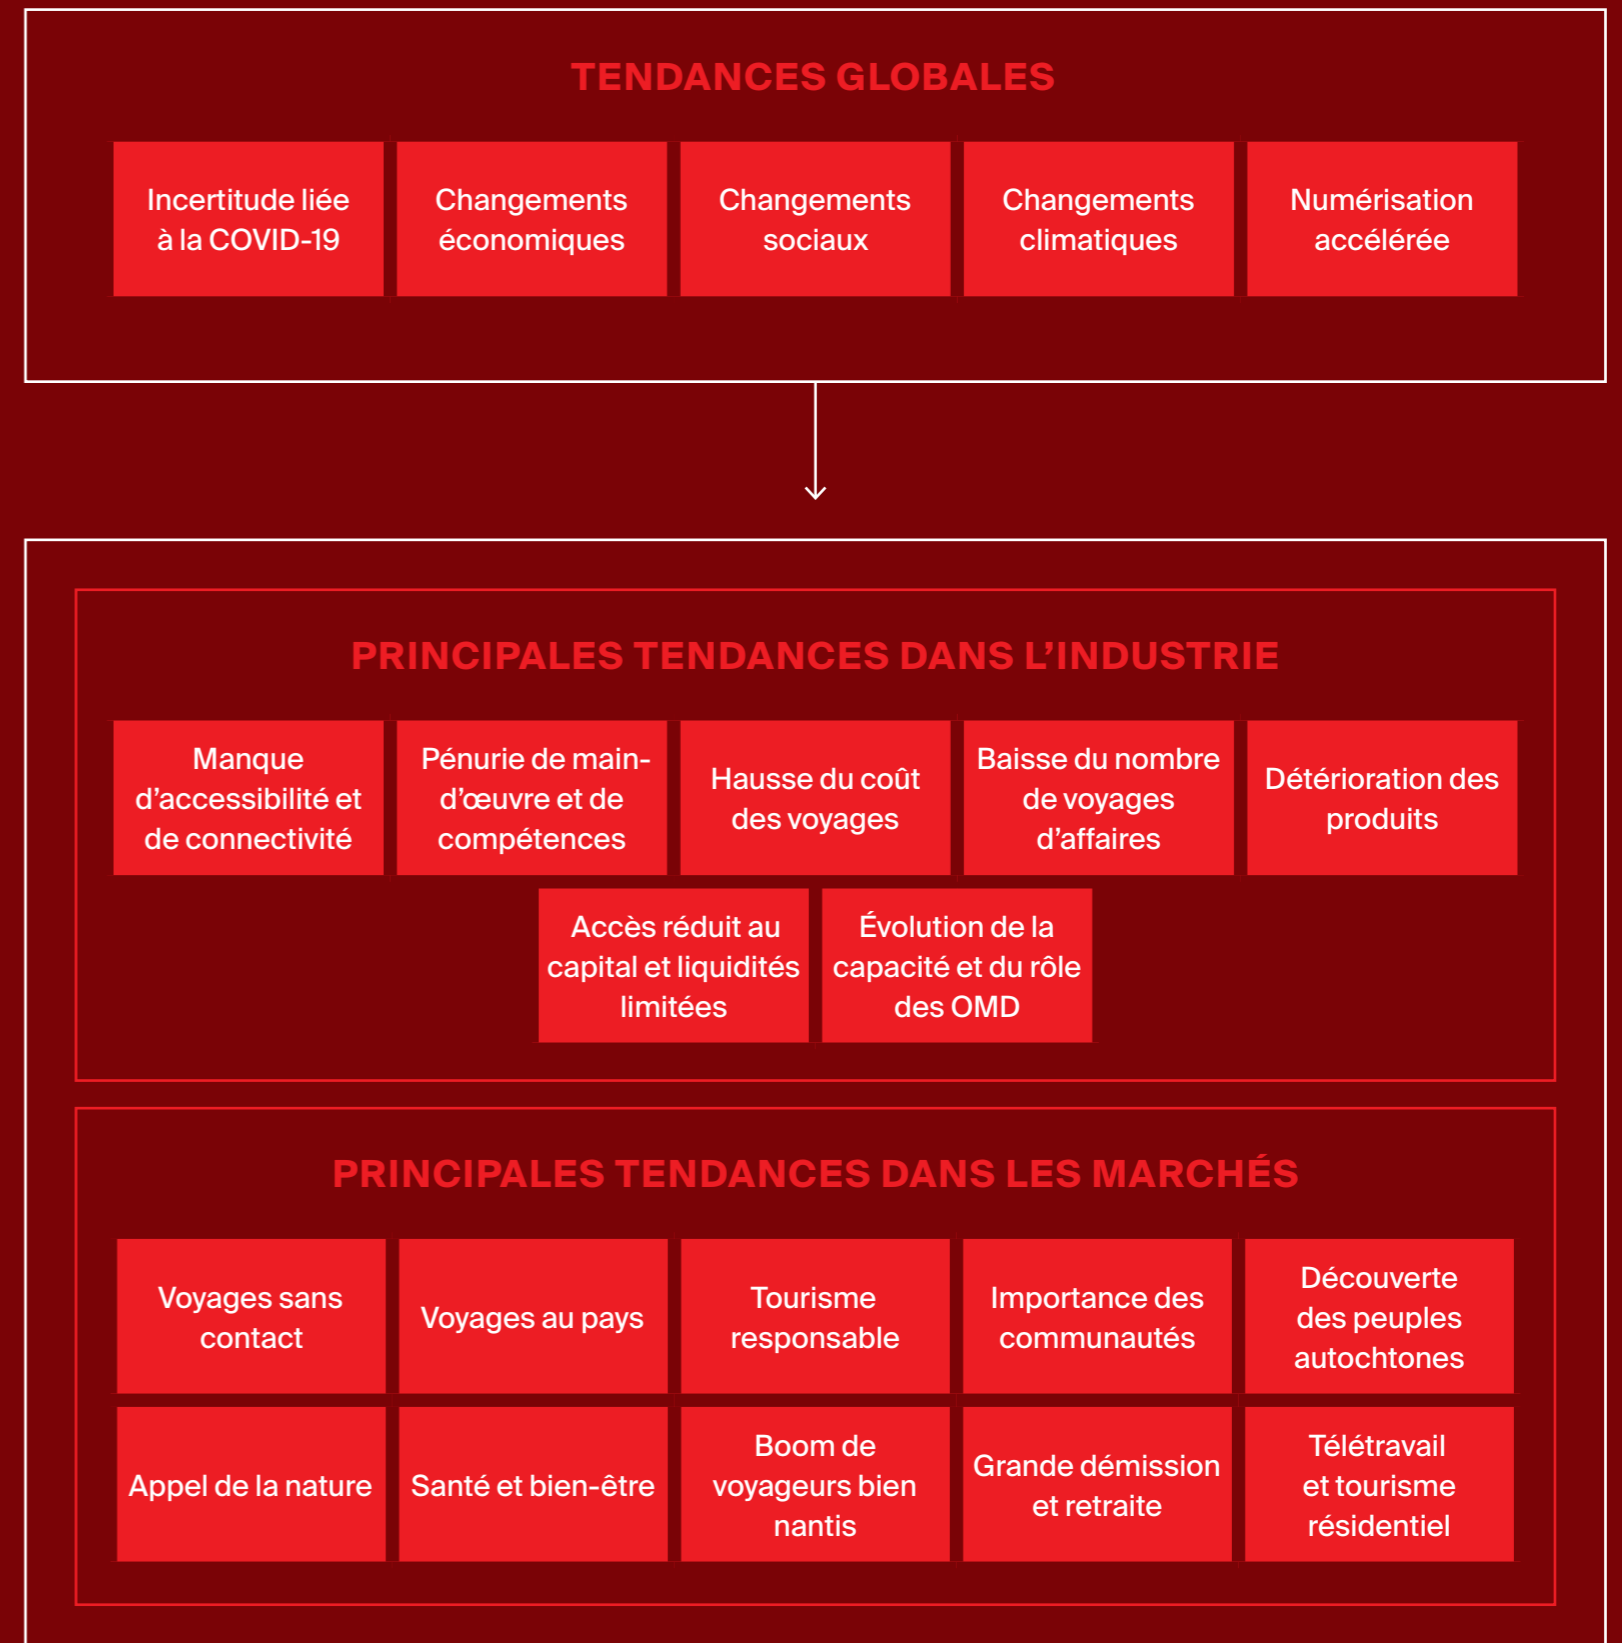 TENDANCES GLOBALES
Incertitude liée
à la COVID-19
Changements
économiques
Changements
sociaux
Changements
climatiques
Numérisation
accélérée
PRINCIPALES TENDANCES DANS L’INDUSTRIE
Manque
d’accessibilité et
de connectivité
Pénurie de main-
d’œuvre et de
compétences
Hausse du coût
des voyages
Baisse du nombre
de voyages
d’affaires
Détérioration des
produits
Accès réduit au
capital et liquidités
limitées
Évolution de la
capacité et du rôle
des OMD
PRINCIPALES TENDANCES DANS LES MARCHÉS
Voyages sans
contact
Voyages au pays
Tourisme
responsable
Importance des
communautés
Découverte
des peuples
autochtones
Appel de la nature
Santé et bien-être
Boom de
voyageurs bien
nantis
Grande démission
et retraite
Télétravail
et tourisme
résidentiel